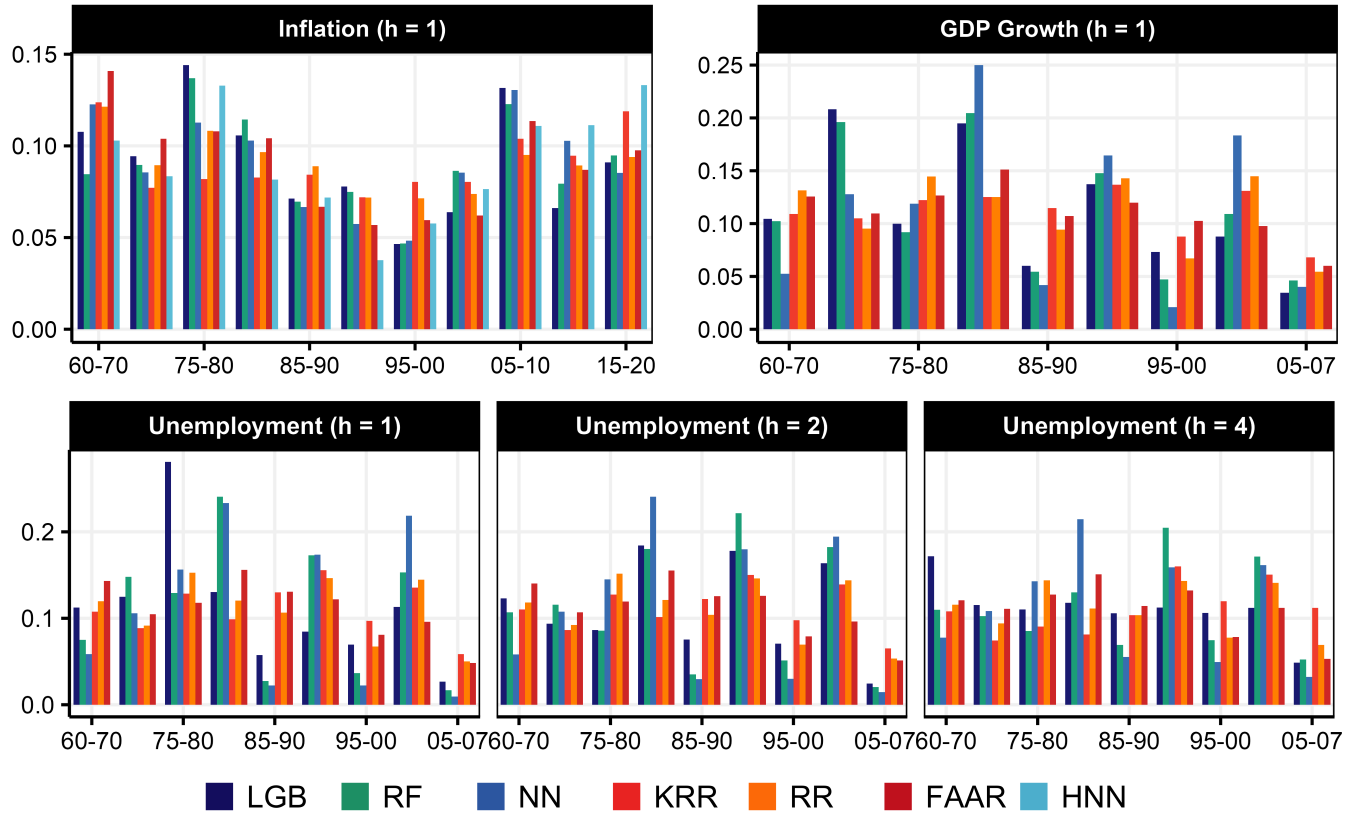 Inflation (h = 1)
GDP Growth (h = 1)
0.15
0.10
0.05
0.00
60-70 75-80 85-90 95-00 05-10 15-20
0.25
0.20
0.15
0.10
0.05
0.00
60-70 75-80 85-90 95-00 05-07
Unemployment (h = 1)
Unemployment (h = 2)
Unemployment (h = 4)
0.2
0.1
0.0
60-70 75-80 85-90 95-00 05-07
60-70 75-80 85-90 95-00 05-07
60-70 75-80 85-90 95-00 05-07
LGB RF NN KRR RR FAAR HNN